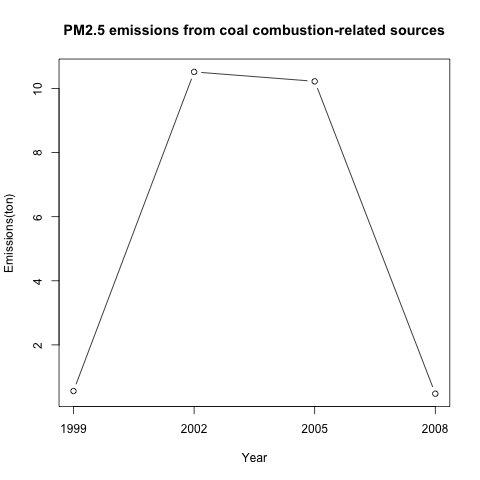 PM2.5 emissions from coal combustion-related sources
Emissions(ton)
10
8
6
4
2
1999 2002 2005 2008
Year